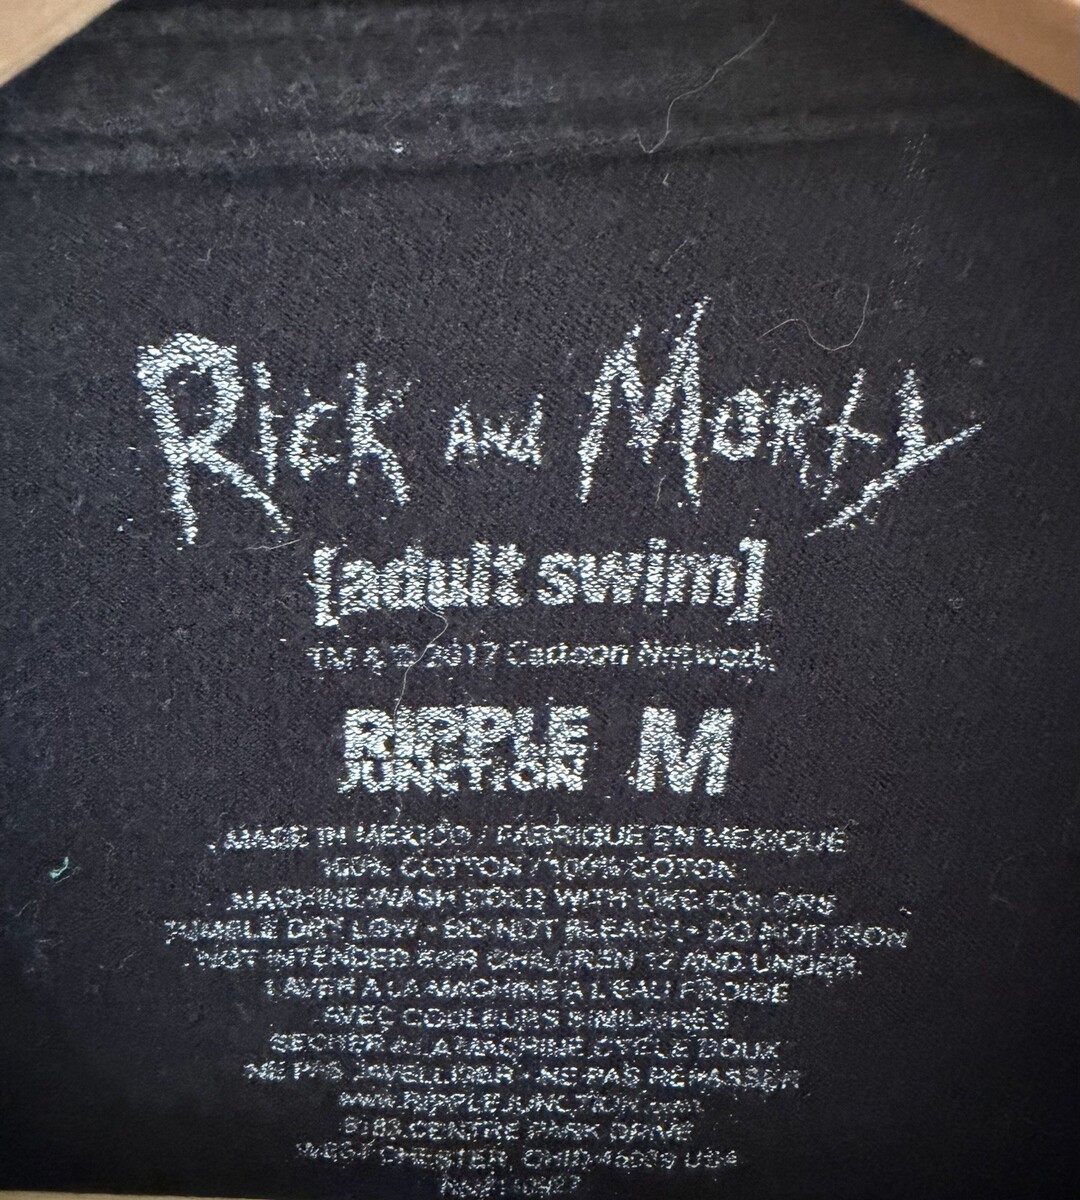 Rick AND Morty
[adult swim]
TM & © 2017 Cartoon Network.
RIPPLE JUNCTION M
MADE IN MEXICO / FABRIQUE EN MEXIQUE
100% COTTON / 100% COTON
MACHINE WASH COLD WITH LIKE COLORS
TUMBLE DRY LOW • DO NOT BLEACH • DO NOT IRON
NOT INTENDED FOR CHILDREN 12 AND UNDER.
LAVER A LA MACHINE A L'EAU FROIDE
AVEC COULEURS SIMILAIRES
SECHER A LA MACHINE CYCLE DOUX
NE PAS JAVELLISER • NE PAS REPASSER
www.RIPPLEJUNCTION.com
CENTRE PARK DRIVE
WEST CHESTER, OHIO USA